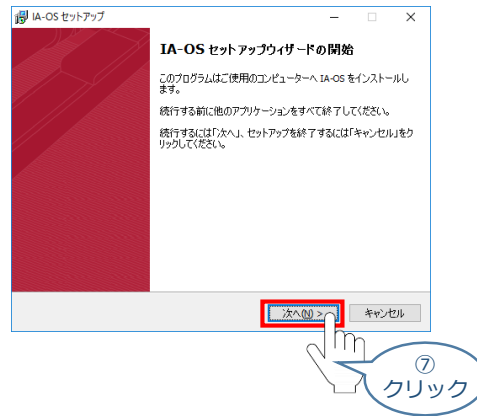 IA-OS セットアップ
IA-OS セットアップウィザードの開始
このプログラムはご使用のコンピューターへ IA-OS をインストールし
ます。
続行する前に他のアプリケーションをすべて終了してください。
続行するには「次へ」、セットアップを終了するには「キャンセル」をク
リックしてください。
次へ(N) >
キャンセル
⑦
クリック